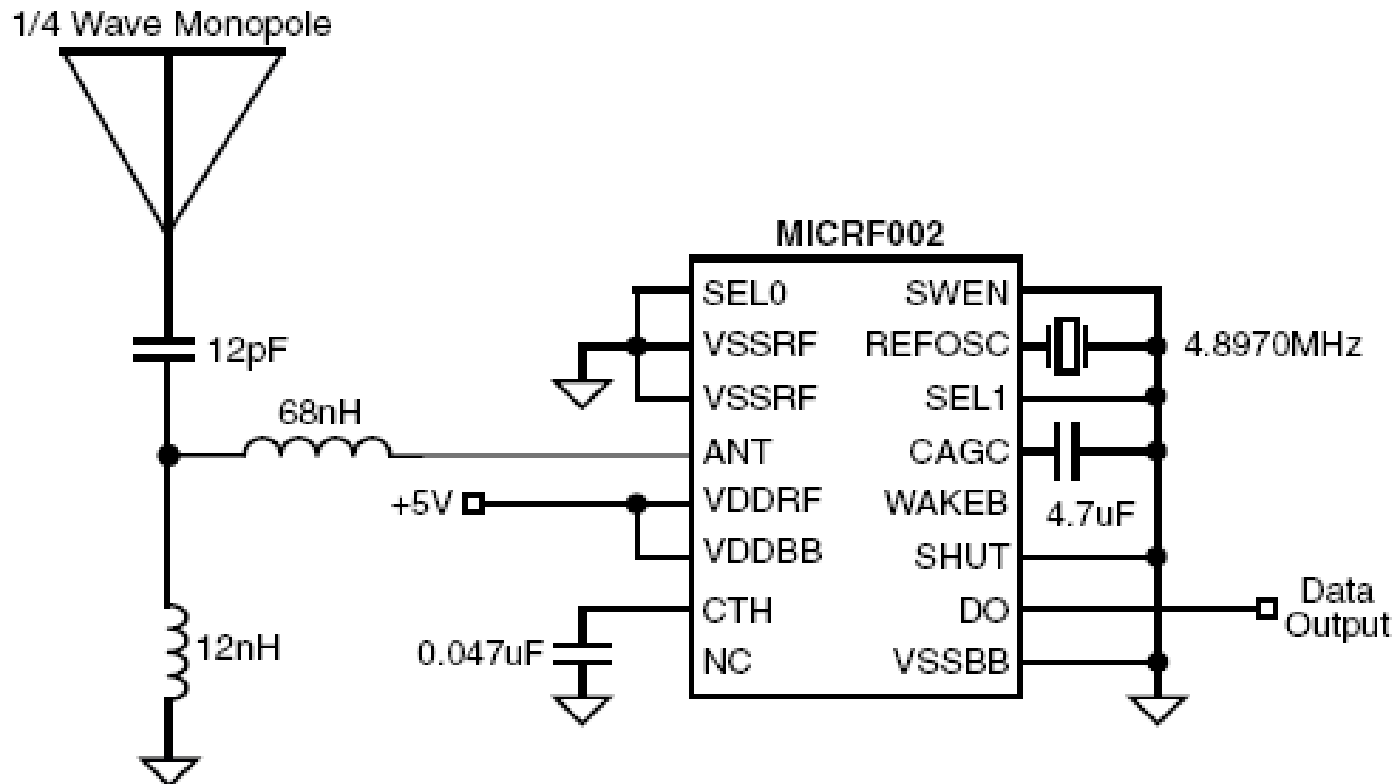 1/4 Wave Monopole
12pF
68nH
12nH
+5V
0.047uF
MICRF002
SEL0
VSSRF
VSSRF
ANT
VDDRF
VDDBB
CTH
NC
SWEN
REFOSC
SEL1
CAGC
WAKEB
SHUT
DO
VSSBB
4.8970MHz
4.7uF
Data
Output